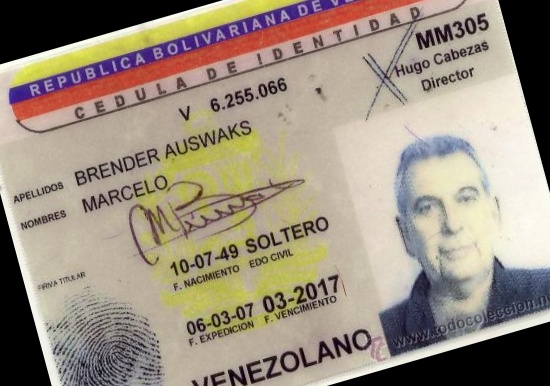 REPUBLICA BOLIVARIANA DE VE
CEDULA DE IDENTIDAD
MM305
Hugo Cabezas
Director
V 6.255.066
APELLIDOS BRENDER AUSWAKS
NOMBRES MARCELO
10-07-49 SOLTERO
F. NACIMIENTO EDO CIVIL
FIRMA TITULAR
06-03-07 03-2017
F. EXPEDICION F. VENCIMIENTO
VENEZOLANO
www.todocoleccion.n